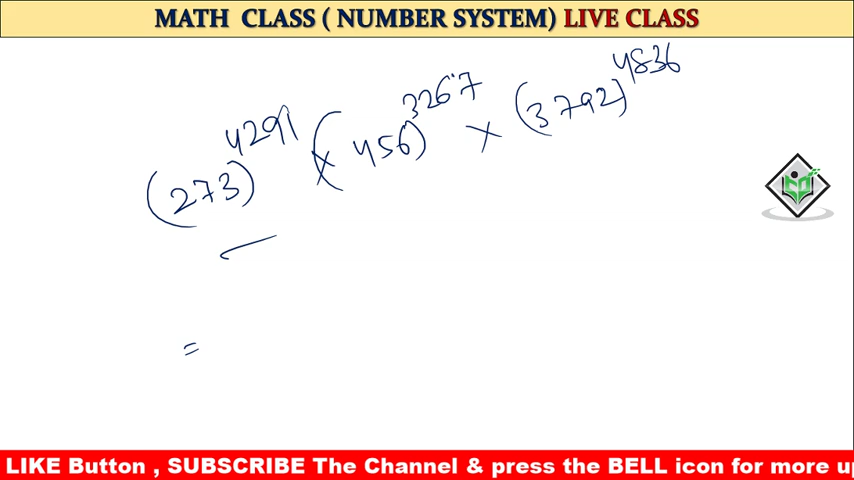 MATH CLASS ( NUMBER SYSTEM) LIVE CLASS
(273)^4291 × (456)^3267 × (3792)^4836
=
LIKE Button , SUBSCRIBE The Channel & press the BELL icon for more up